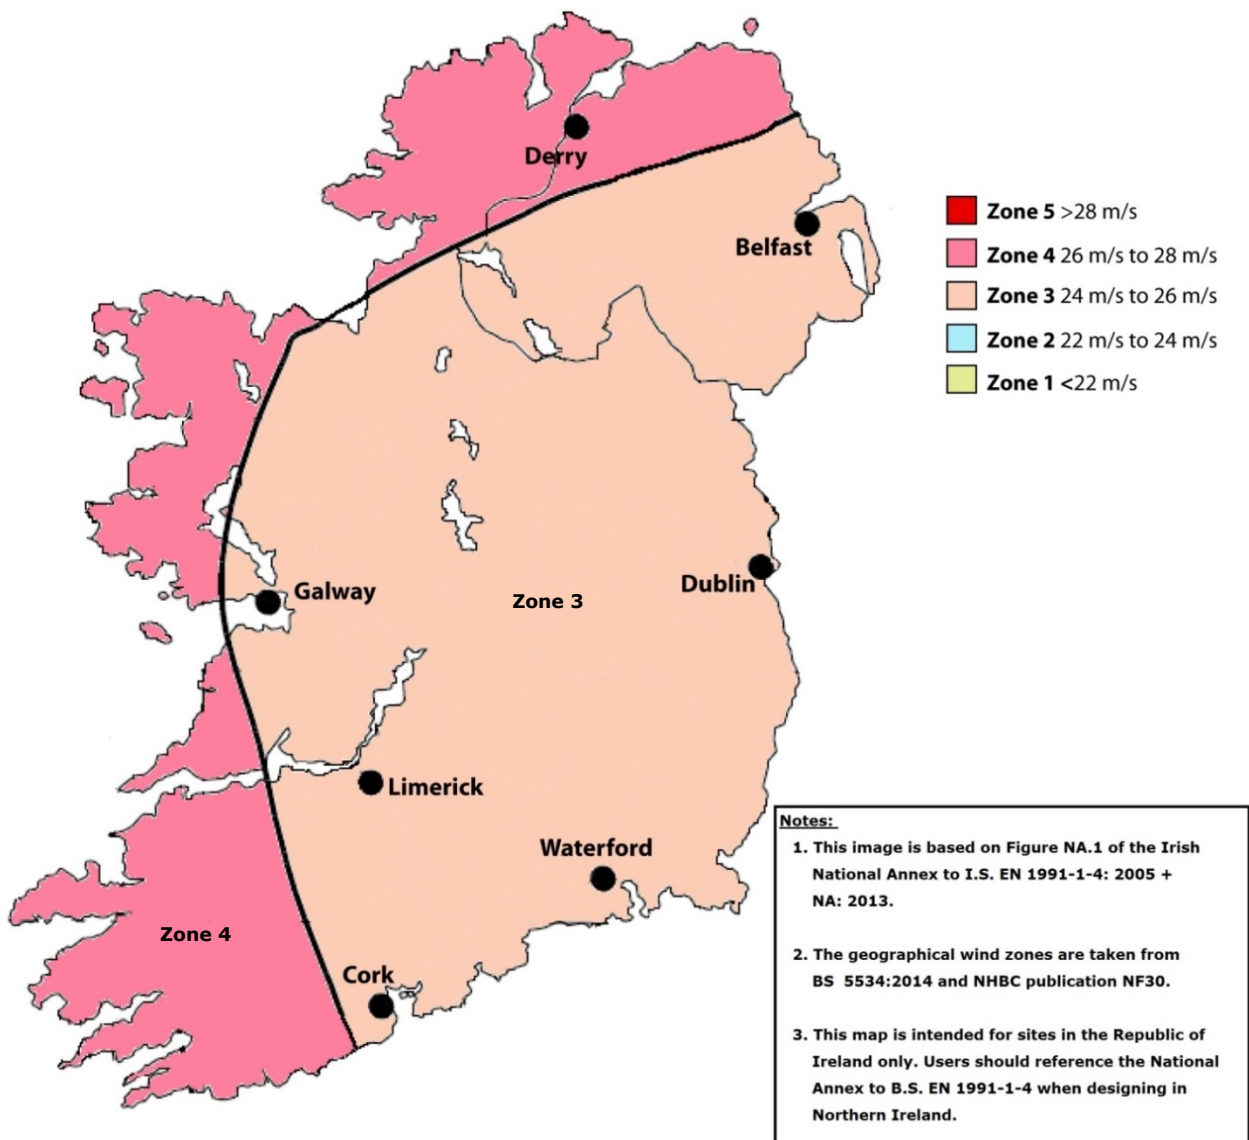 Derry
Belfast
Zone 5 >28 m/s
Zone 4 26 m/s to 28 m/s
Zone 3 24 m/s to 26 m/s
Zone 2 22 m/s to 24 m/s
Zone 1 <22 m/s
Galway
Zone 3
Dublin
Limerick
Waterford
Zone 4
Cork
Notes:
1. This image is based on Figure NA.1 of the Irish
National Annex to I.S. EN 1991-1-4: 2005 +
NA: 2013.
2. The geographical wind zones are taken from
BS 5534:2014 and NHBC publication NF30.
3. This map is intended for sites in the Republic of
Ireland only. Users should reference the National
Annex to B.S. EN 1991-1-4 when designing in
Northern Ireland.